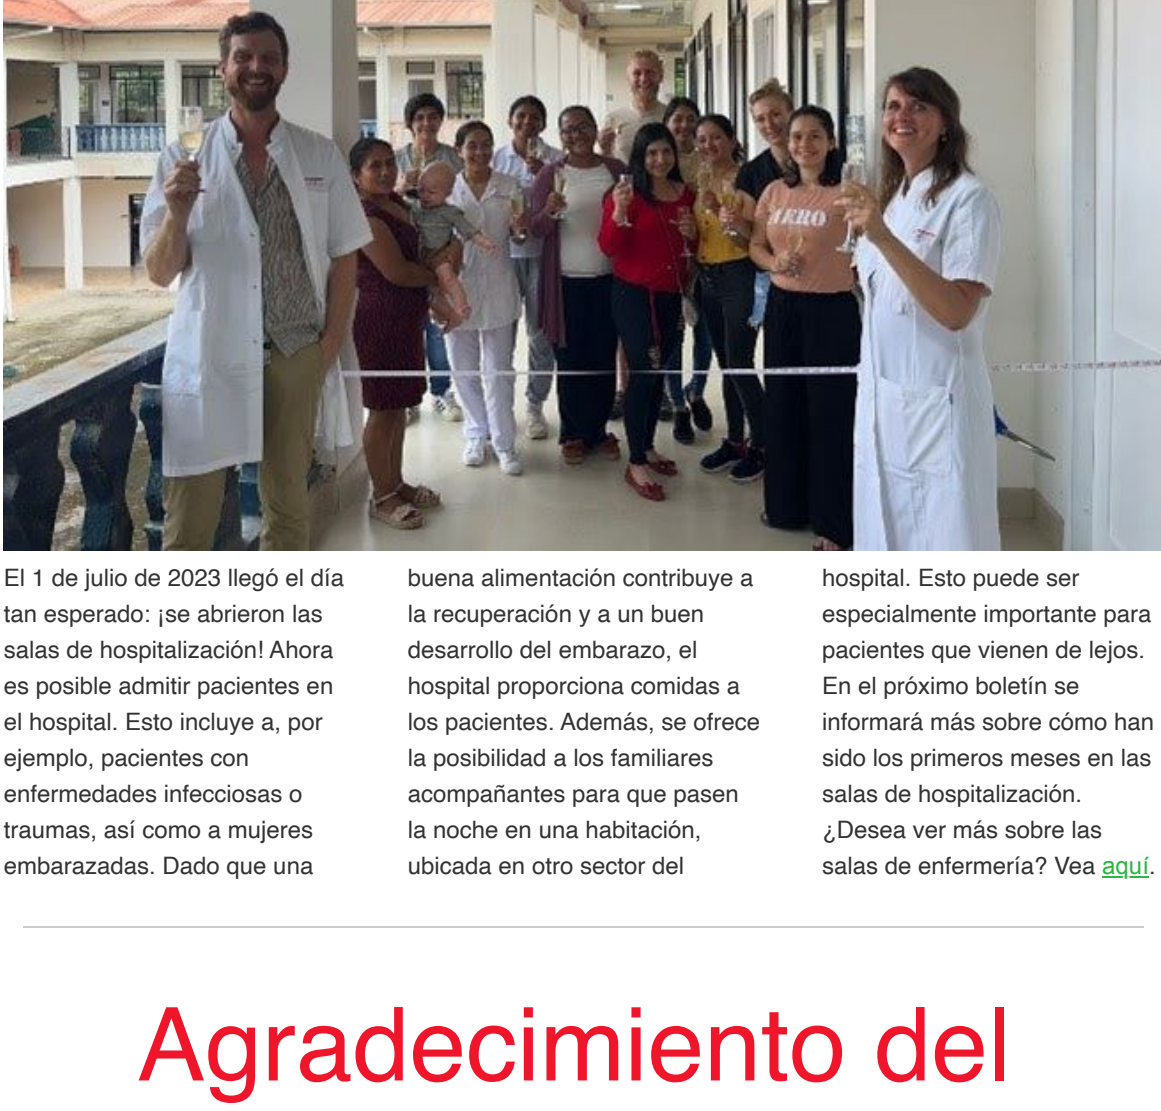 HERO
El 1 de julio de 2023 llegó el día
tan esperado: ¡se abrieron las
salas de hospitalización! Ahora
es posible admitir pacientes en
el hospital. Esto incluye a, por
ejemplo, pacientes con
enfermedades infecciosas o
traumas, así como a mujeres
embarazadas. Dado que una
buena alimentación contribuye a
la recuperación y a un buen
desarrollo del embarazo, el
hospital proporciona comidas a
los pacientes. Además, se ofrece
la posibilidad a los familiares
acompañantes para que pasen
la noche en una habitación,
ubicada en otro sector del
hospital. Esto puede ser
especialmente importante para
pacientes que vienen de lejos.
En el próximo boletín se
informará más sobre cómo han
sido los primeros meses en las
salas de hospitalización.
¿Desea ver más sobre las
salas de enfermería? Vea aquí.
Agradecimiento del